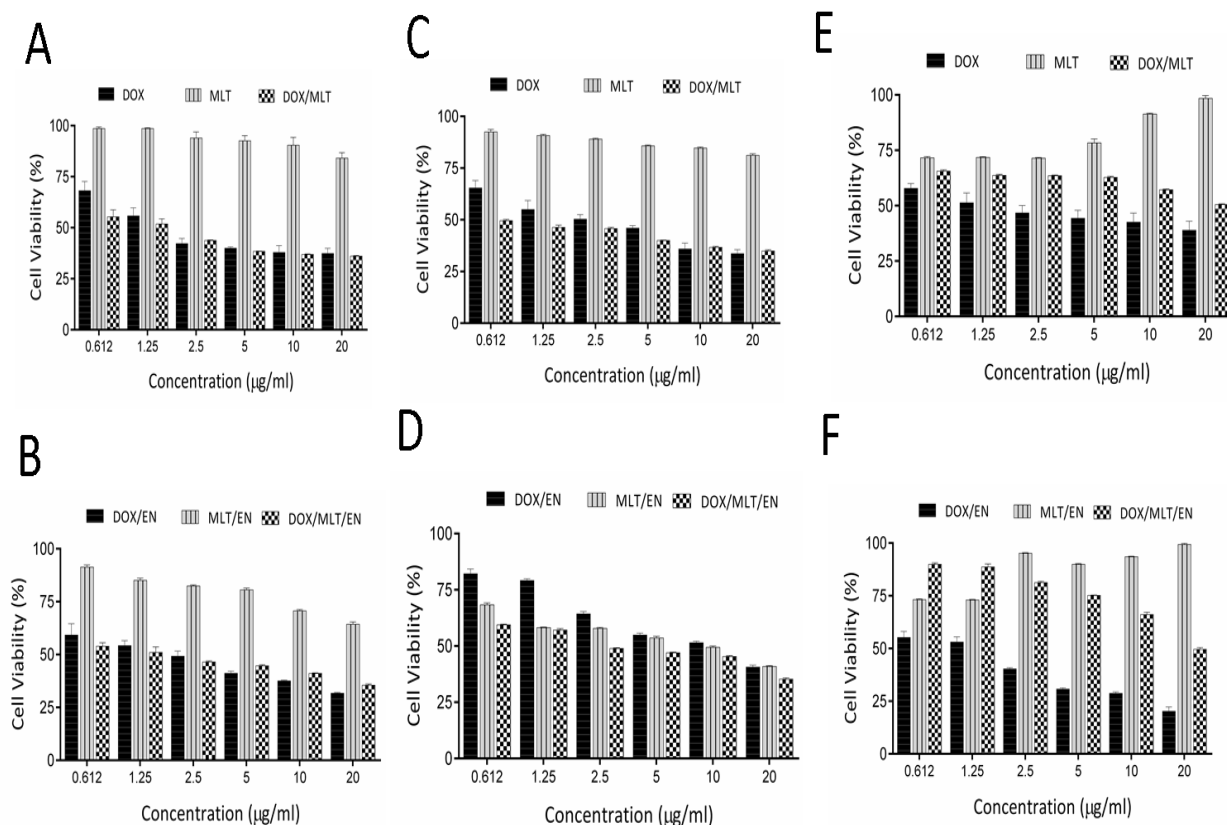 A
DOX MLT DOX/MLT
Cell Viability (%)
100
75
50
25
0
0.612 1.25 2.5 5 10 20
Concentration (μg/ml)
C
DOX MLT DOX/MLT
Cell Viability (%)
100
75
50
25
0
0.612 1.25 2.5 5 10 20
Concentration (μg/ml)
E
DOX MLT DOX/MLT
Cell Viability (%)
100
75
50
25
0
0.612 1.25 2.5 5 10 20
Concentration (μg/ml)
B
DOX/EN MLT/EN DOX/MLT/EN
Cell Viability (%)
100
75
50
25
0
0.612 1.25 2.5 5 10 20
Concentration (μg/ml)
D
DOX/EN MLT/EN DOX/MLT/EN
Cell Viability (%)
100
75
50
25
0
0.612 1.25 2.5 5 10 20
Concentration (μg/ml)
F
DOX/EN MLT/EN DOX/MLT/EN
Cell Viability (%)
100
75
50
25
0
0.612 1.25 2.5 5 10 20
Concentration (μg/ml)